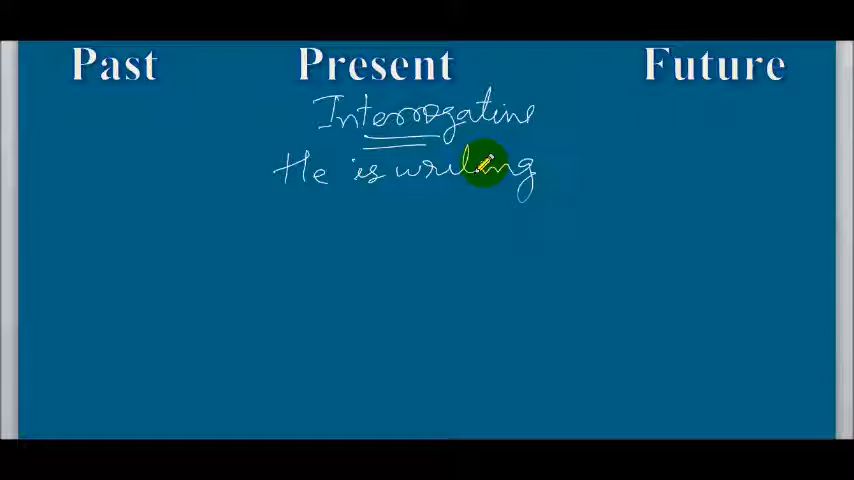 Past Present Future
Interrogative
He is writing